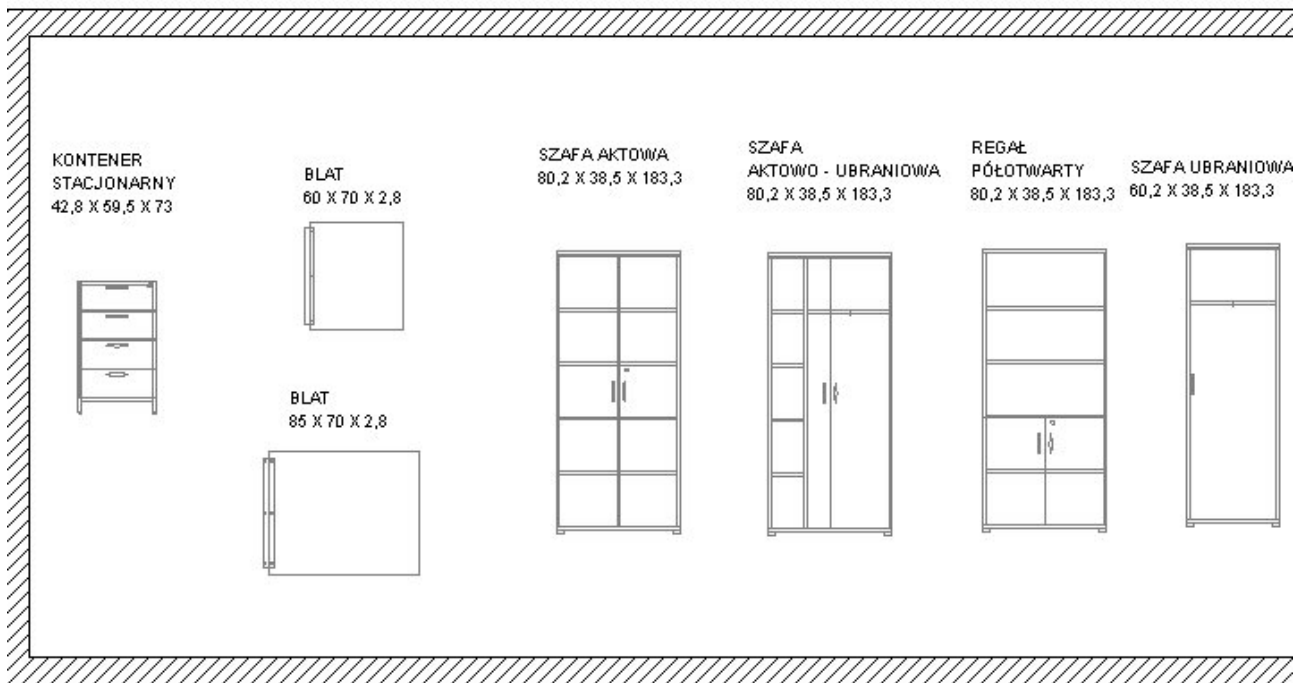 KONTENER
STACJONARNY
42,8 X 59,5 X 73
BLAT
60 X 70 X 2,8
BLAT
85 X 70 X 2,8
SZAFA AKTOWA
80,2 X 38,5 X 183,3
SZAFA
AKTOWO - UBRANIOWA
80,2 X 38,5 X 183,3
REGAŁ
PÓŁOTWARTY
80,2 X 38,5 X 183,3
SZAFA UBRANIOWA
60,2 X 38,5 X 183,3